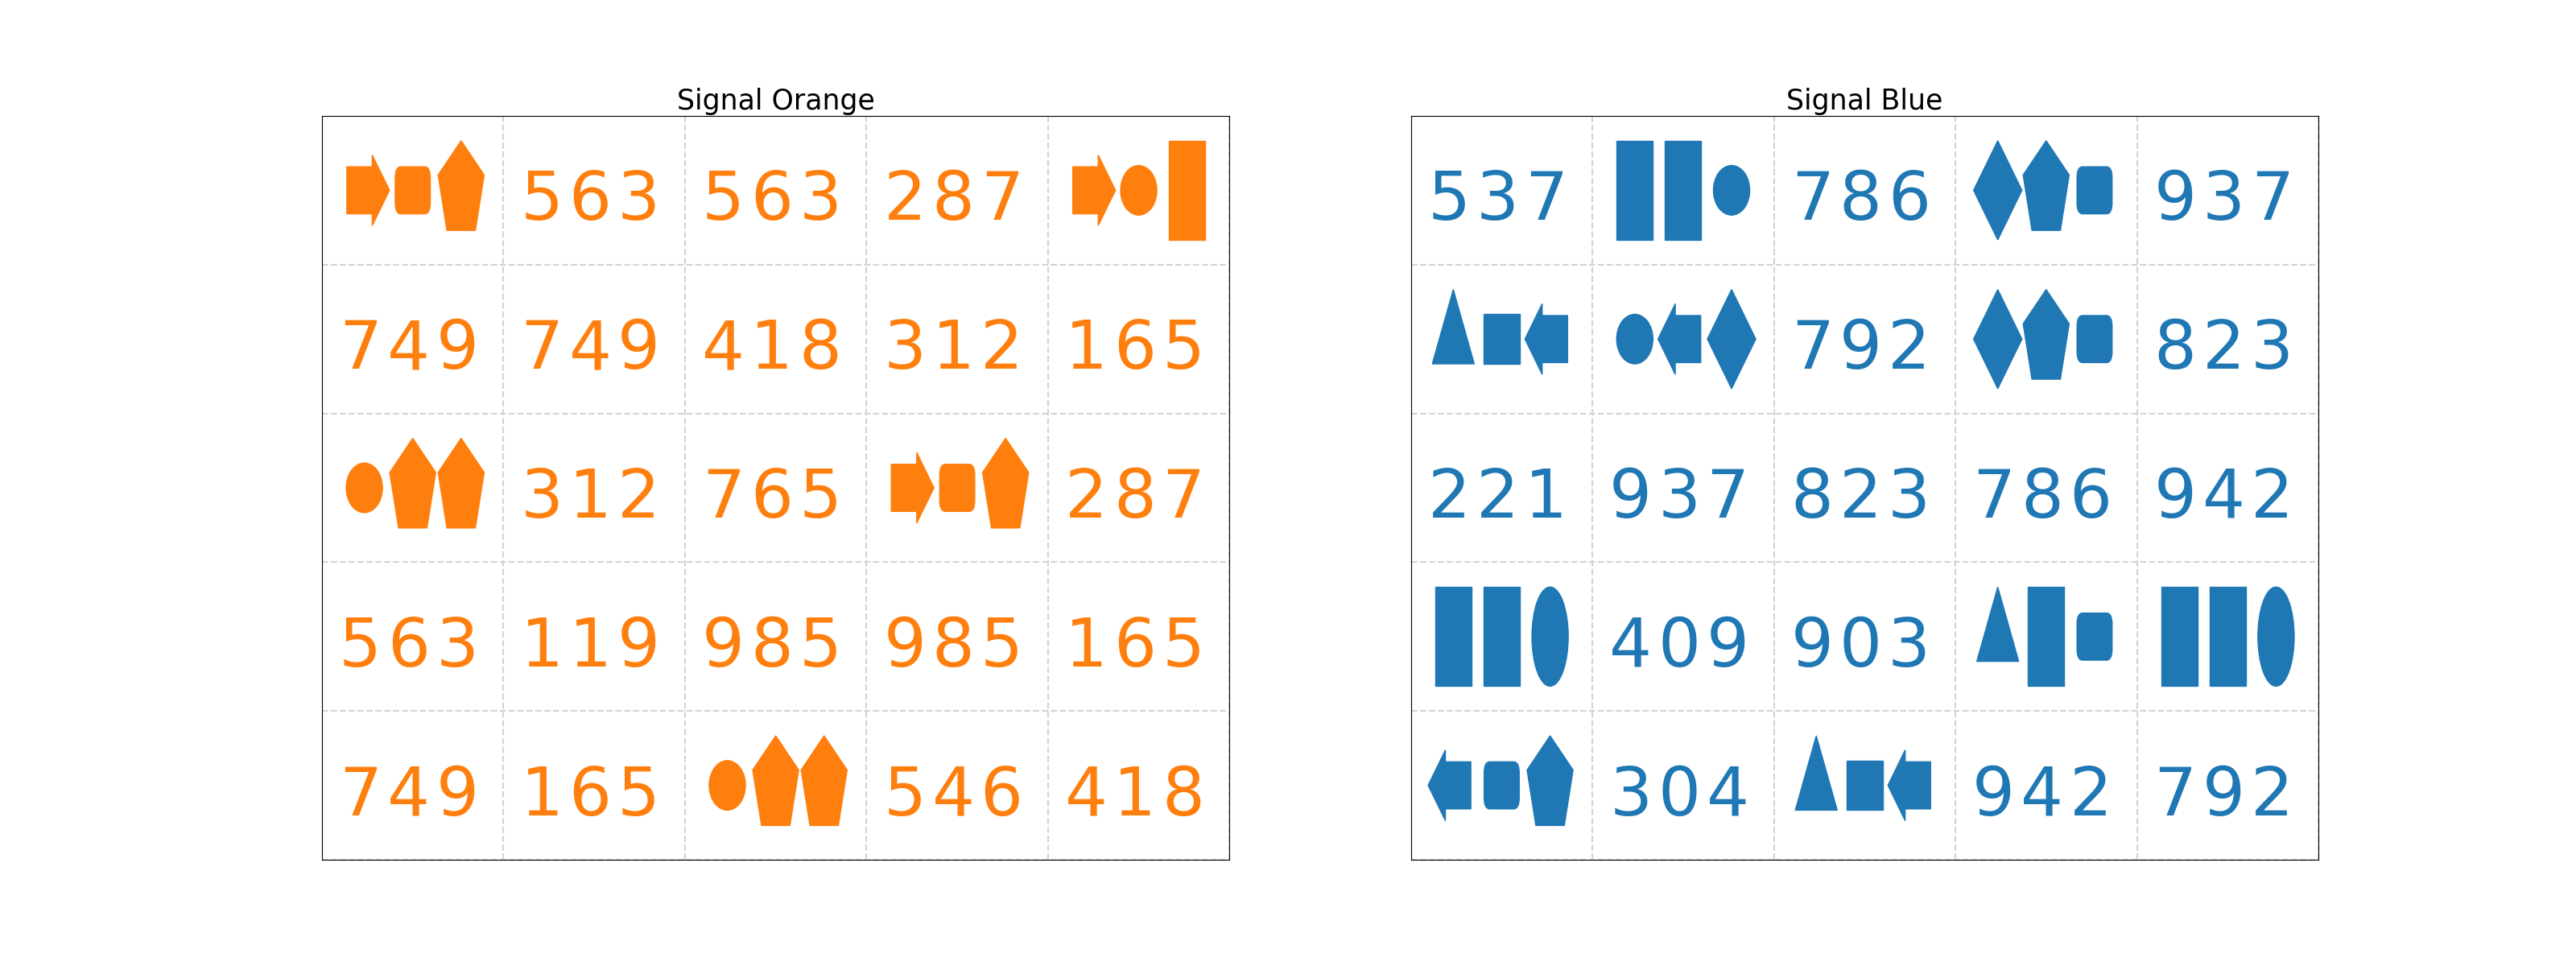 Signal Orange
563 563 287
749 749 418 312 165
312 765 287
563 119 985 985 165
749 165 546 418
Signal Blue
537 786 937
792 823
221 937 823 786 942
409 903
304 942 792